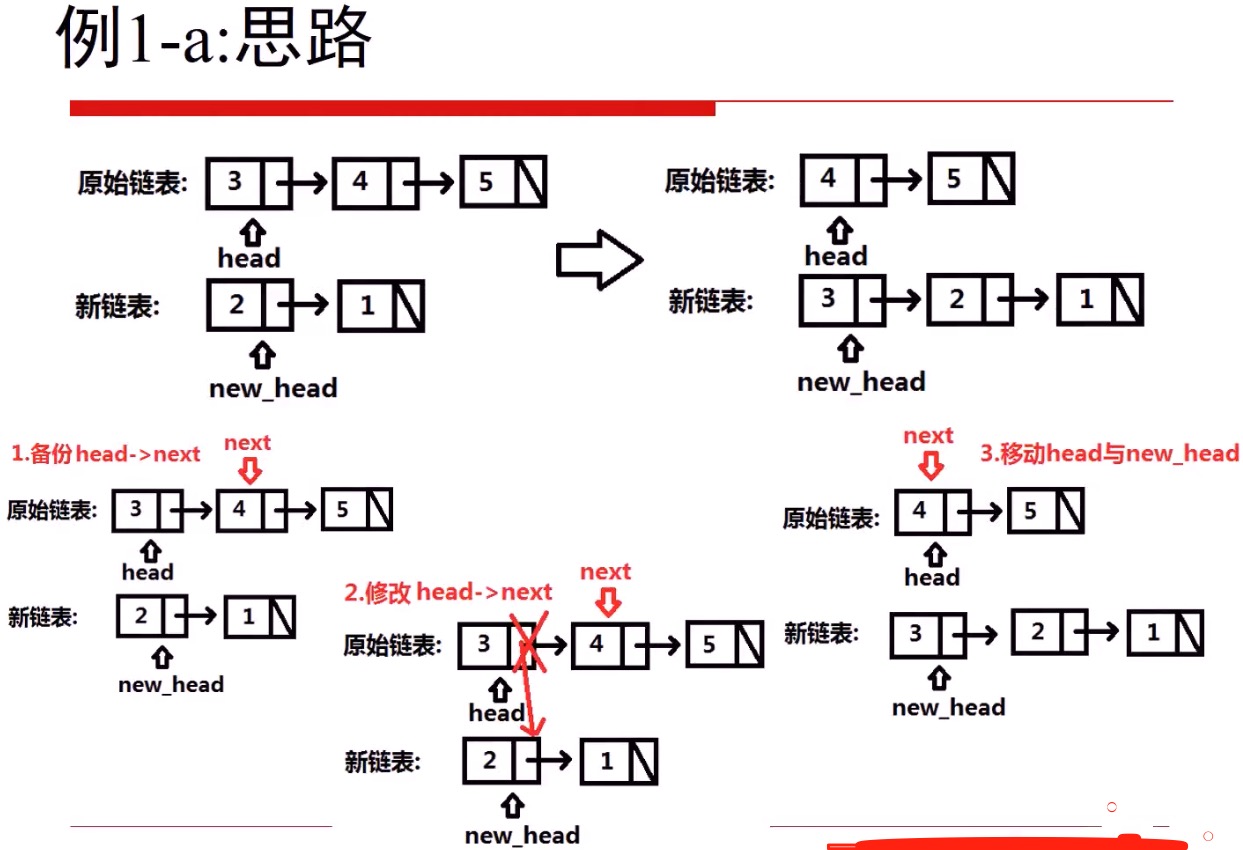 例1-a:思路
原始链表: 3 4 5
head
新链表: 2 1
new_head
原始链表: 4 5
head
新链表: 3 2 1
new_head
1.备份head->next
next
原始链表: 3 4 5
head
新链表: 2 1
new_head
2.修改 head->next
next
原始链表: 3 4 5
head
新链表: 2 1
new_head
next
3.移动head与new_head
原始链表: 4 5
head
新链表: 3 2 1
new_head